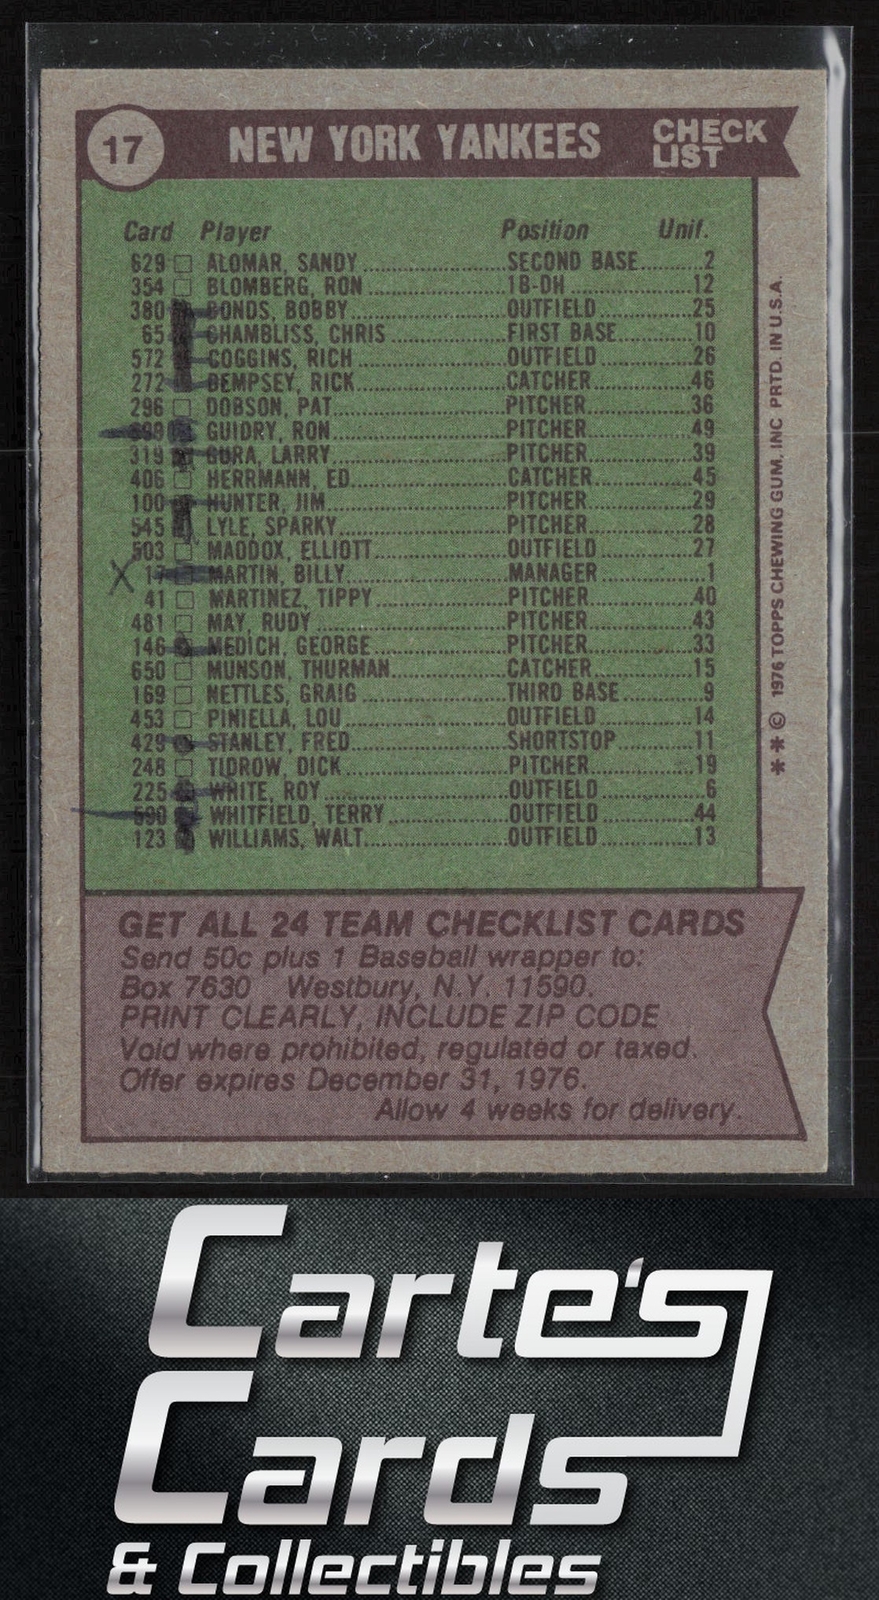 17 NEW YORK YANKEES CHECK LIST
Card Player Position Unif.
629 ALOMAR, SANDY SECOND BASE 2
354 BLOMBERG, RON 1B-DH 12
380 BONDS, BOBBY OUTFIELD 25
65 CHAMBLISS, CHRIS FIRST BASE 10
572 COGGINS, RICH OUTFIELD 26
272 DEMPSEY, RICK CATCHER 46
296 DOBSON, PAT PITCHER 36
GUIDRY, RON PITCHER 49
319 GURA, LARRY PITCHER 39
406 HERRMANN, ED CATCHER 45
100 HUNTER, JIM PITCHER 29
545 LYLE, SPARKY PITCHER 28
503 MADDOX, ELLIOTT OUTFIELD 27
X 17 MARTIN, BILLY MANAGER 1
41 MARTINEZ, TIPPY PITCHER 40
481 MAY, RUDY PITCHER 43
146 MEDICH, GEORGE PITCHER 33
650 MUNSON, THURMAN CATCHER 15
169 NETTLES, GRAIG THIRD BASE 9
453 PINIELLA, LOU OUTFIELD 14
429 STANLEY, FRED SHORTSTOP 11
248 TIDROW, DICK PITCHER 19
225 WHITE, ROY OUTFIELD 6
590 WHITFIELD, TERRY OUTFIELD 44
123 WILLIAMS, WALT OUTFIELD 13
** © 1976 TOPPS CHEWING GUM, INC PRTD. IN U.S.A.
GET ALL 24 TEAM CHECKLIST CARDS
Send 50c plus 1 Baseball wrapper to:
Box 7630 Westbury, N.Y. 11590.
PRINT CLEARLY, INCLUDE ZIP CODE
Void where prohibited, regulated or taxed.
Offer expires December 31, 1976.
Allow 4 weeks for delivery.
Carte's
Cards
& Collectibles